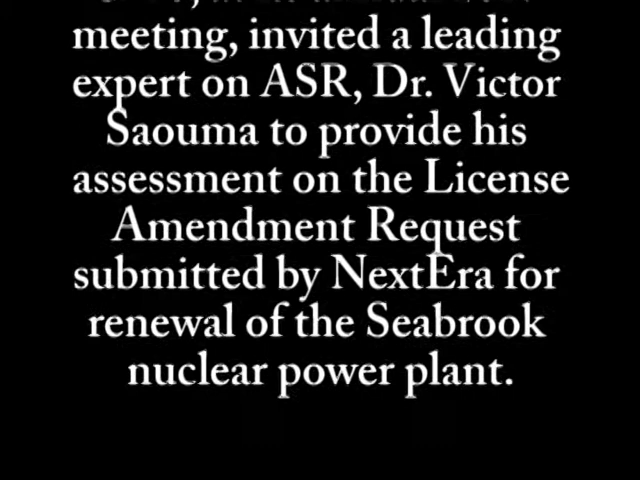 meeting, invited a leading
expert on ASR, Dr. Victor
Saouma to provide his
assessment on the License
Amendment Request
submitted by NextEra for
renewal of the Seabrook
nuclear power plant.